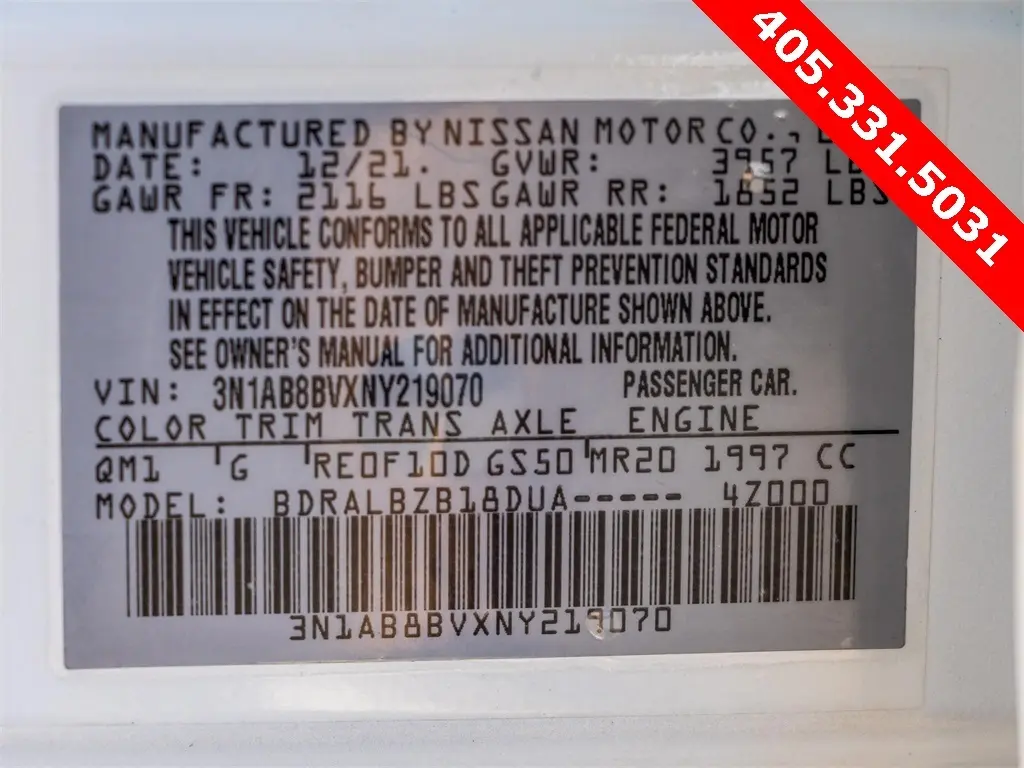 405.331.5031
MANUFACTURED BY NISSAN MOTOR CO.,
DATE: 12/21. GVWR: 3957
GAWR FR: 2116 LBS GAWR RR: 1852 LBS
THIS VEHICLE CONFORMS TO ALL APPLICABLE FEDERAL MOTOR
VEHICLE SAFETY, BUMPER AND THEFT PREVENTION STANDARDS
IN EFFECT ON THE DATE OF MANUFACTURE SHOWN ABOVE.
SEE OWNER'S MANUAL FOR ADDITIONAL INFORMATION.
VIN: 3N1AB8BVXNY219070 PASSENGER CAR.
COLOR TRIM TRANS AXLE ENGINE
QM1 G RE0F10D GS50 MR20 1997 CC
MODEL: BDRALBZB18DUA----- 4Z000
3N1AB8BVXNY219070